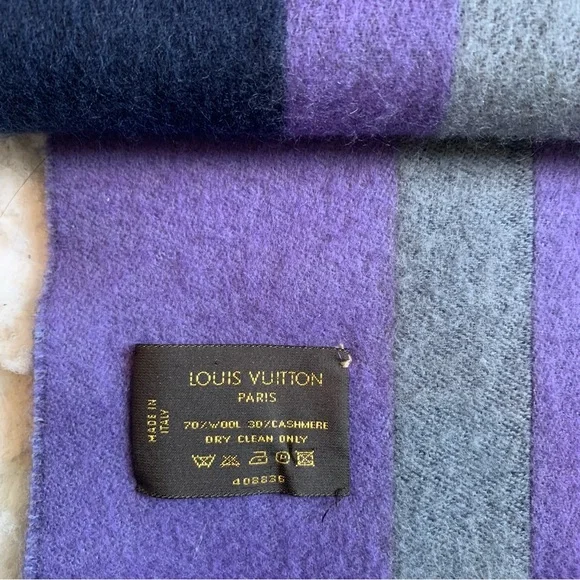 LOUIS VUITTON
PARIS
MADE IN
ITALY
70%WOOL 30%CASHMERE
DRY CLEAN ONLY
408836